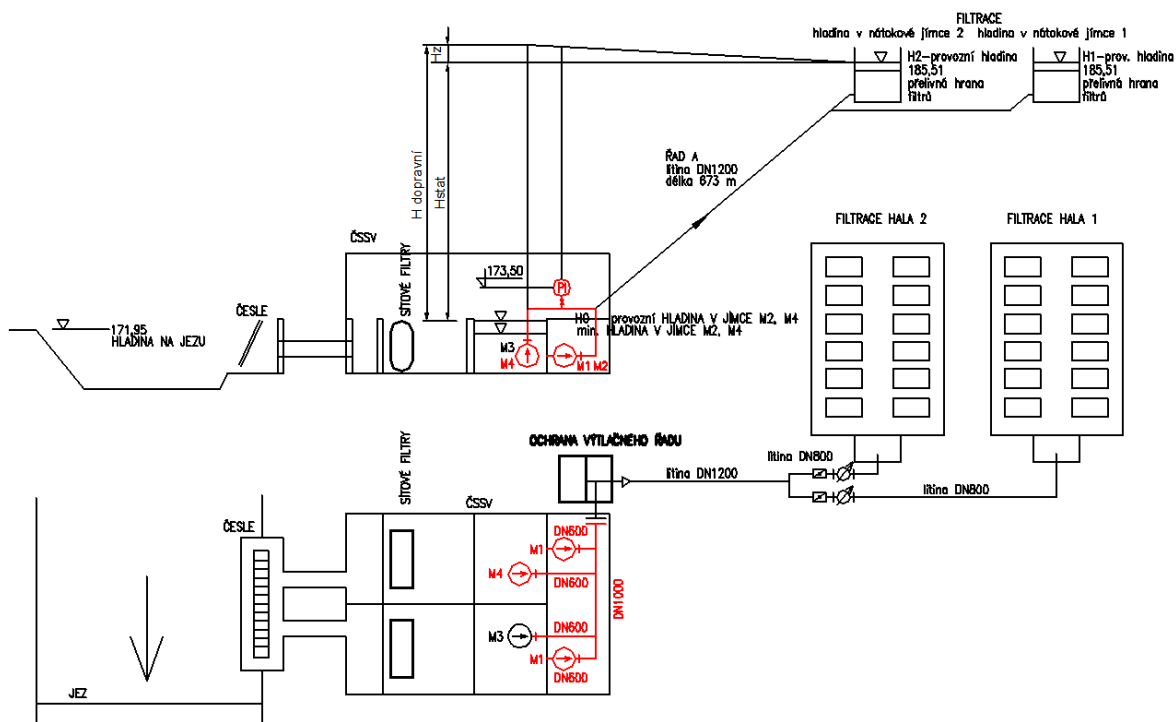 FILTRACE
hladina v nátokové jímce 2 hladina v nátokové jímce 1
H2-provozní hladina
185,51
přelivná hrana
filtrů
H1-prov. hladina
185,51
přelivná hrana
filtrů
Hz
H dopravní
Hstat
ŘAD A
litina DN1200
délka 673 m
FILTRACE HALA 2
FILTRACE HALA 1
ČSSV
SÍTOVÉ FILTRY
173,50
PI
ČESLE
171,95
HLADINA NA JEZU
H0 - provozní HLADINA V JÍMCE M2, M4
min. HLADINA V JÍMCE M2, M4
M3
M4
M1 M2
OCHRANA VÝTLAČNÉHO ŘADU
litina DN800
litina DN1200
litina DN800
SÍTOVÉ FILTRY
ČSSV
ČESLE
DN600
M1
M4
DN600
DN1000
DN600
M3
M1
DN600
JEZ